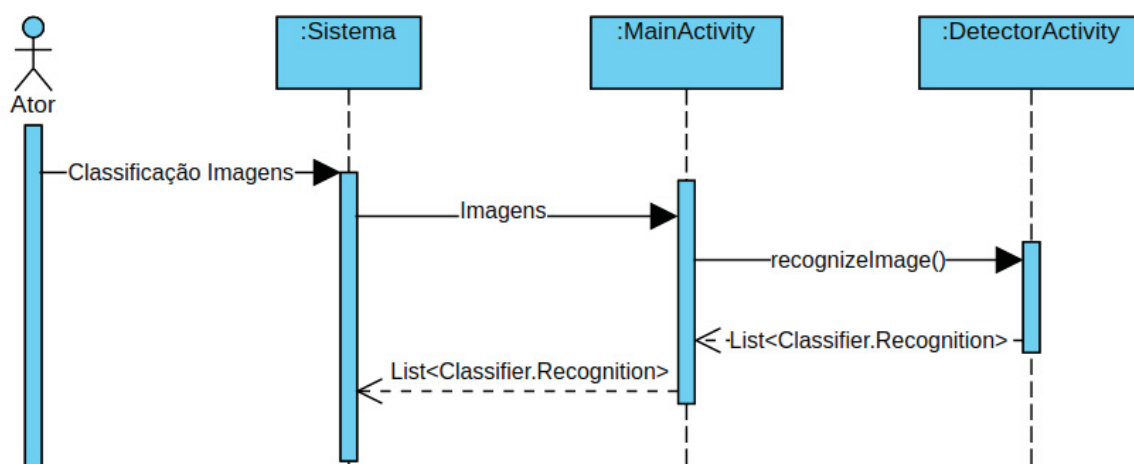 :Sistema
:MainActivity
:DetectorActivity
Ator
Classificação Imagens
Imagens
recognizeImage()
List<Classifier.Recognition>
List<Classifier.Recognition>